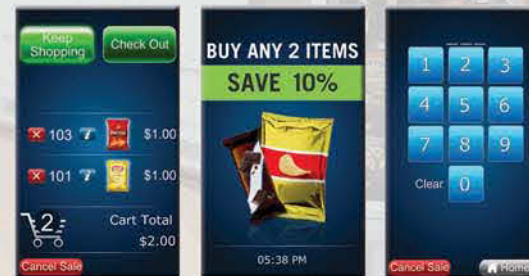 Keep
Shopping
Check Out
103
i
$1.00
101
i
$1.00
2
Cart Total
$2.00
Cancel Sale
BUY ANY 2 ITEMS
SAVE 10%
05:38 PM
1 2 3
4 5 6
7 8 9
Clear 0
Cancel Sale
Home